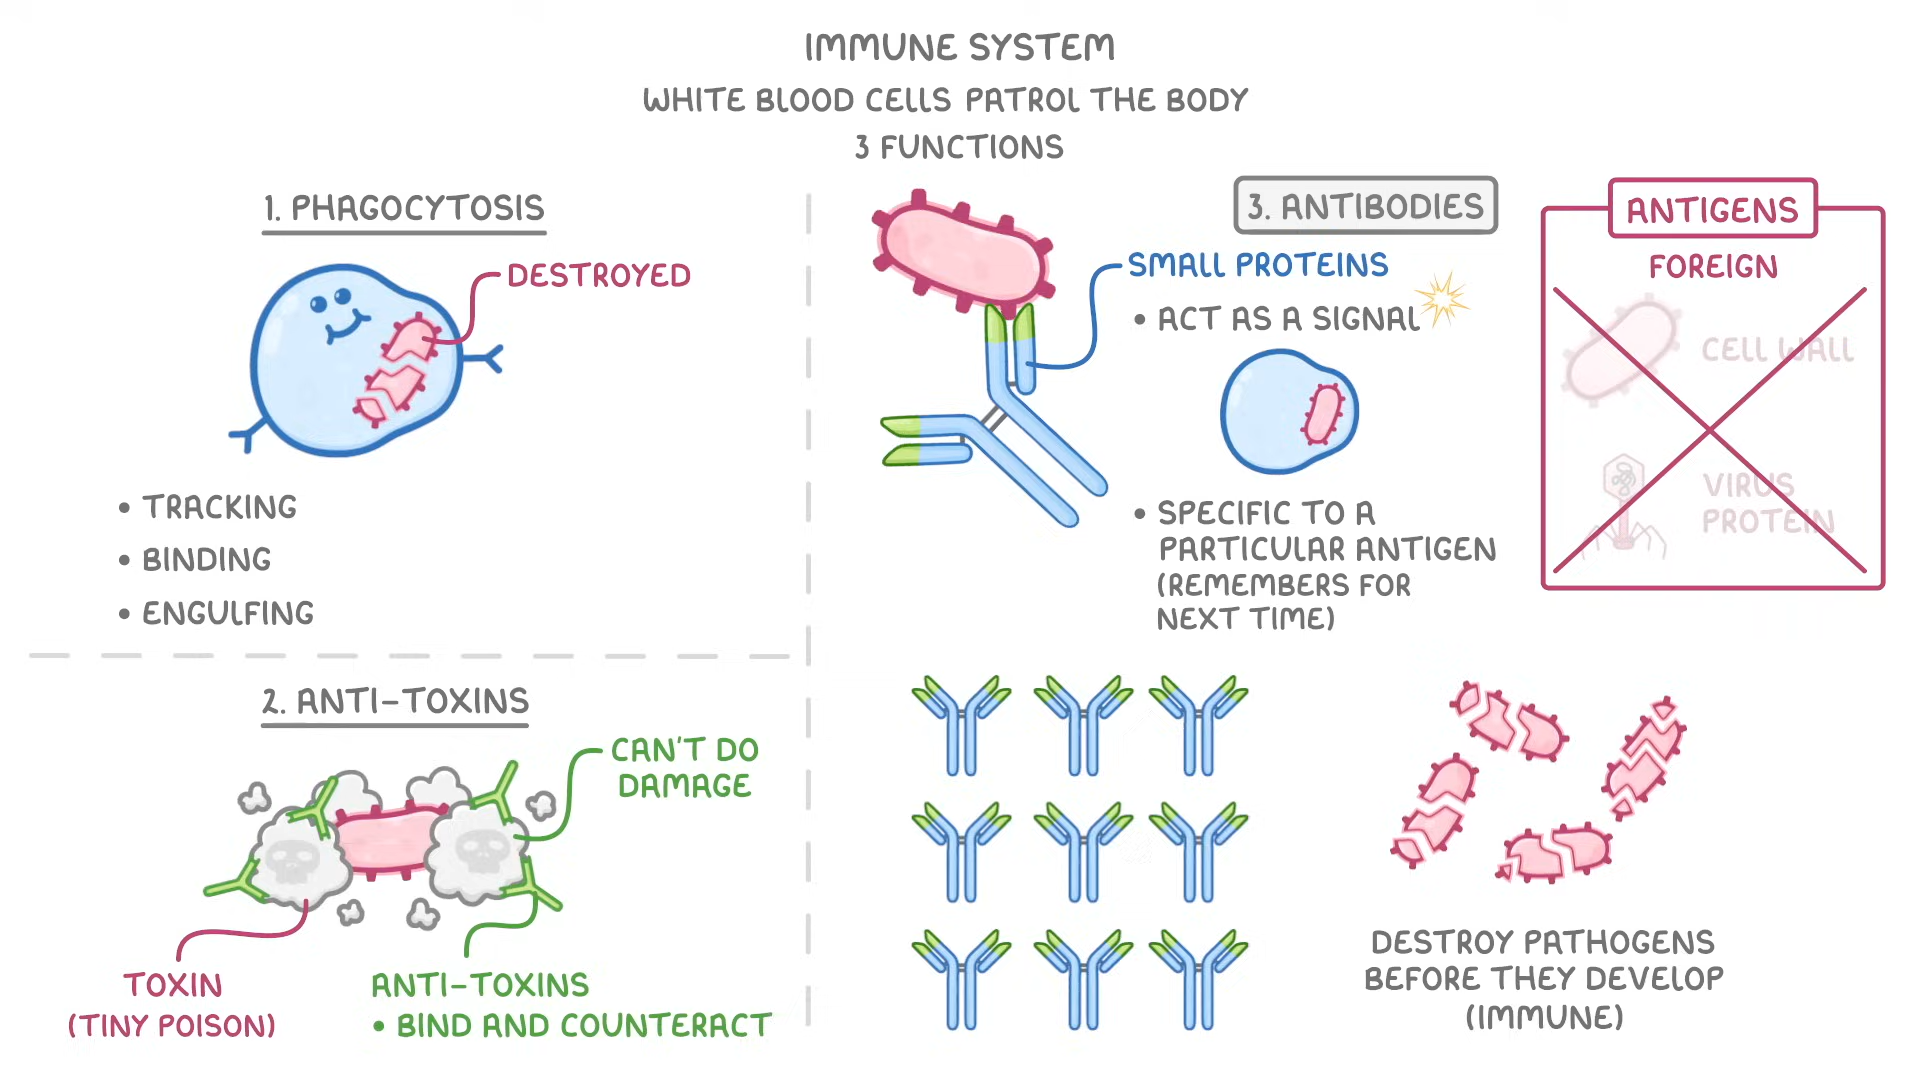 IMMUNE SYSTEM
WHITE BLOOD CELLS PATROL THE BODY
3 FUNCTIONS
1. PHAGOCYTOSIS
DESTROYED
• TRACKING
• BINDING
• ENGULFING
2. ANTI-TOXINS
CAN'T DO
DAMAGE
TOXIN
(TINY POISON)
ANTI-TOXINS
• BIND AND COUNTERACT
3. ANTIBODIES
SMALL PROTEINS
• ACT AS A SIGNAL
• SPECIFIC TO A
PARTICULAR ANTIGEN
(REMEMBERS FOR
NEXT TIME)
ANTIGENS
FOREIGN
CELL WALL
VIRUS
PROTEIN
DESTROY PATHOGENS
BEFORE THEY DEVELOP
(IMMUNE)